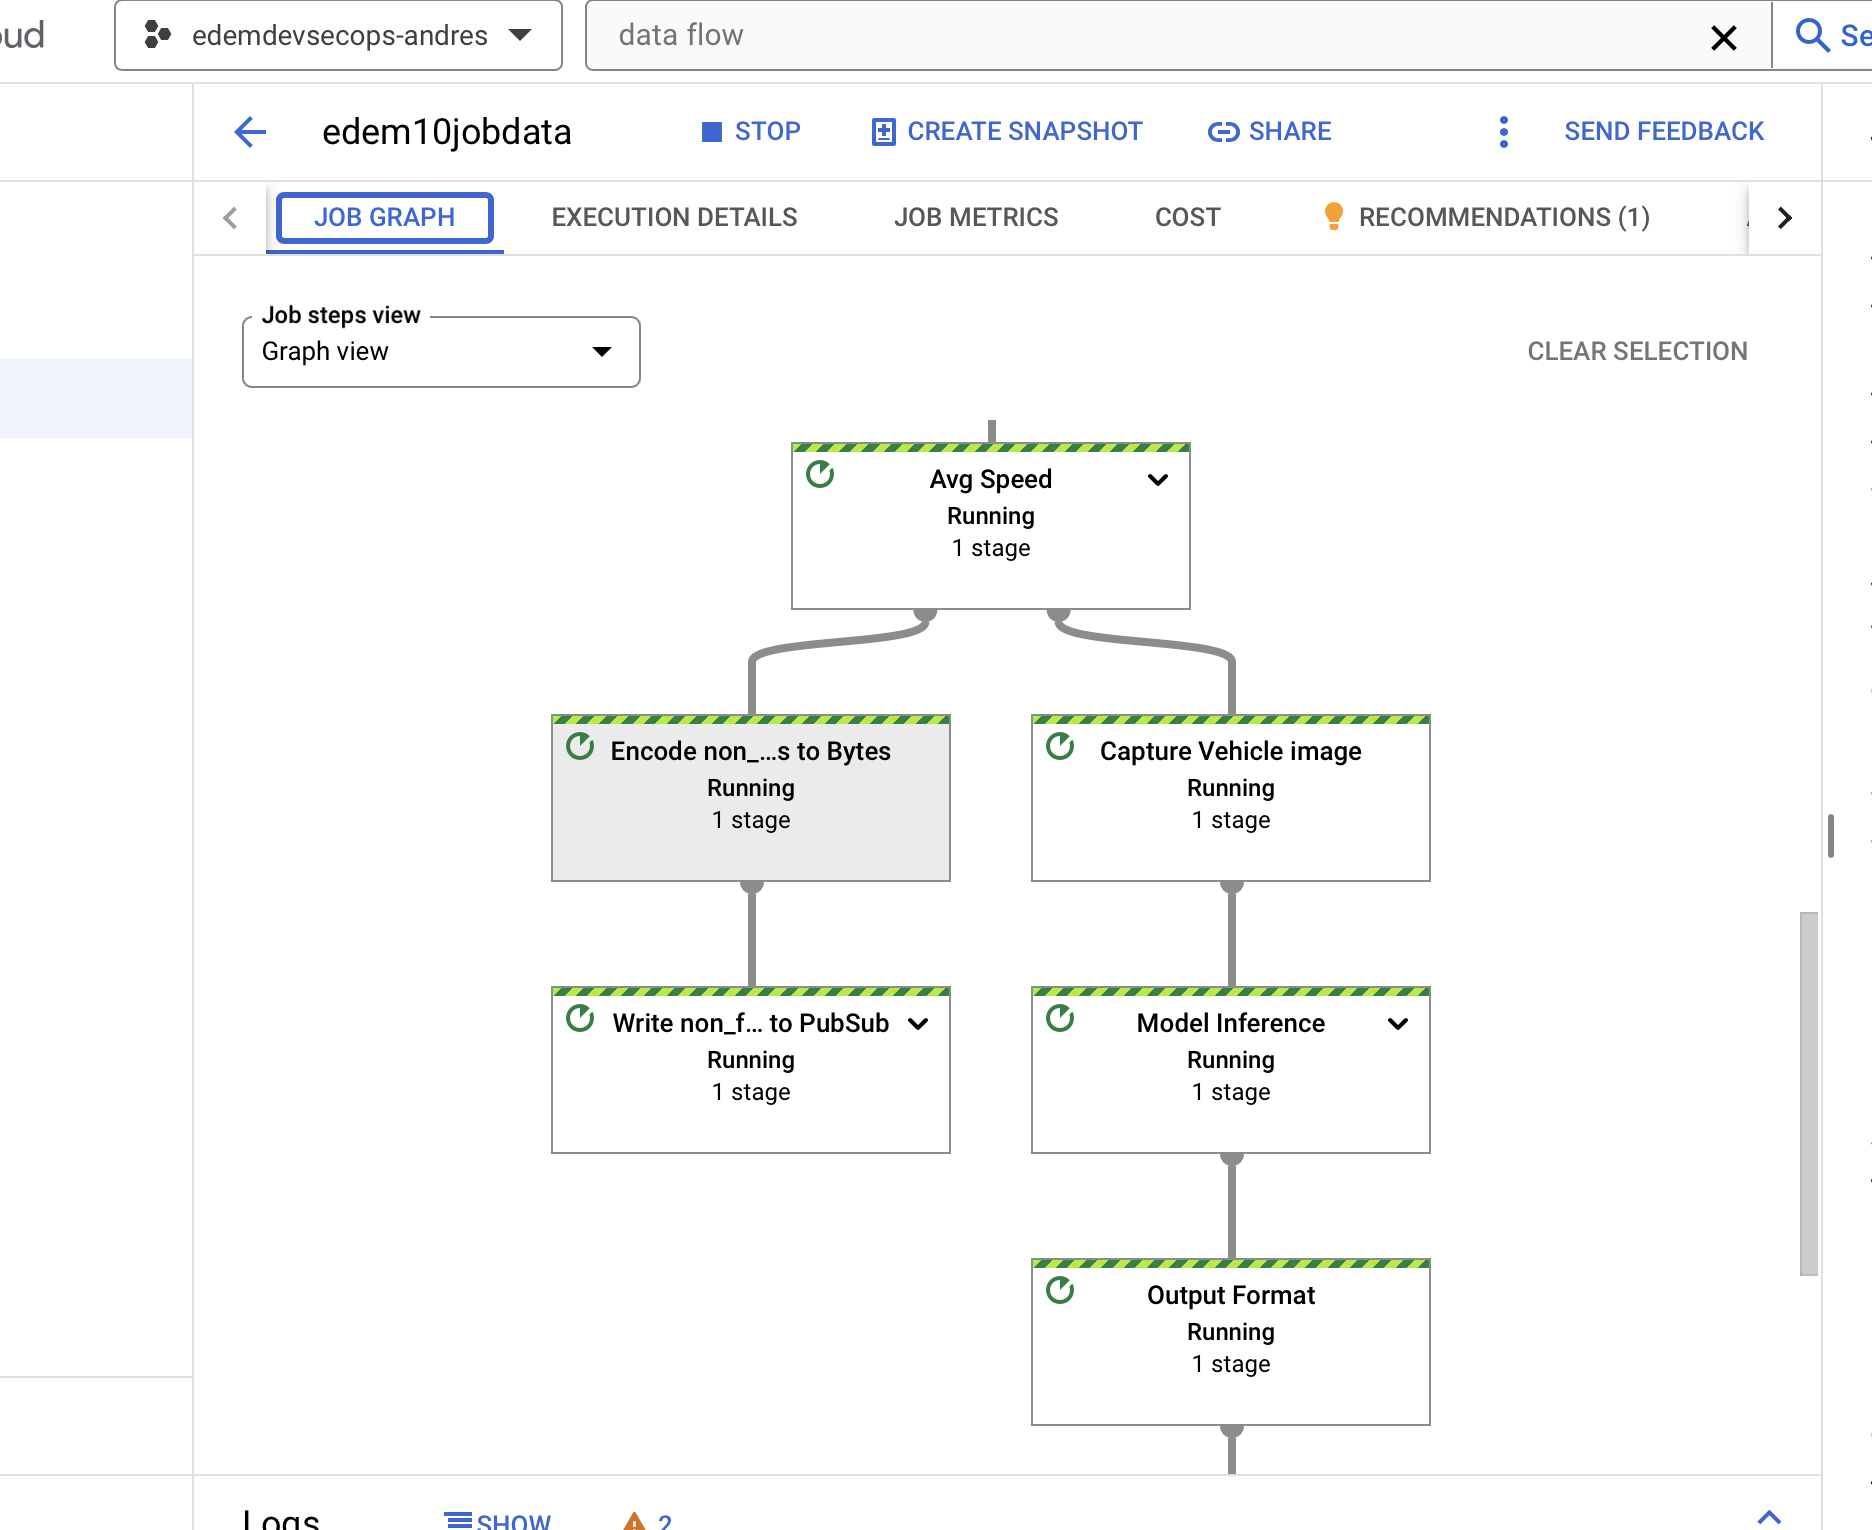 oud
edemdevsecops-andres
data flow
Se
edem10jobdata
STOP
CREATE SNAPSHOT
SHARE
SEND FEEDBACK
JOB GRAPH
EXECUTION DETAILS
JOB METRICS
COST
RECOMMENDATIONS (1)
Job steps view
Graph view
CLEAR SELECTION
Avg Speed
Running
1 stage
Encode non_...s to Bytes
Running
1 stage
Capture Vehicle image
Running
1 stage
Write non_f... to PubSub
Running
1 stage
Model Inference
Running
1 stage
Output Format
Running
1 stage
Logs
SHOW
2